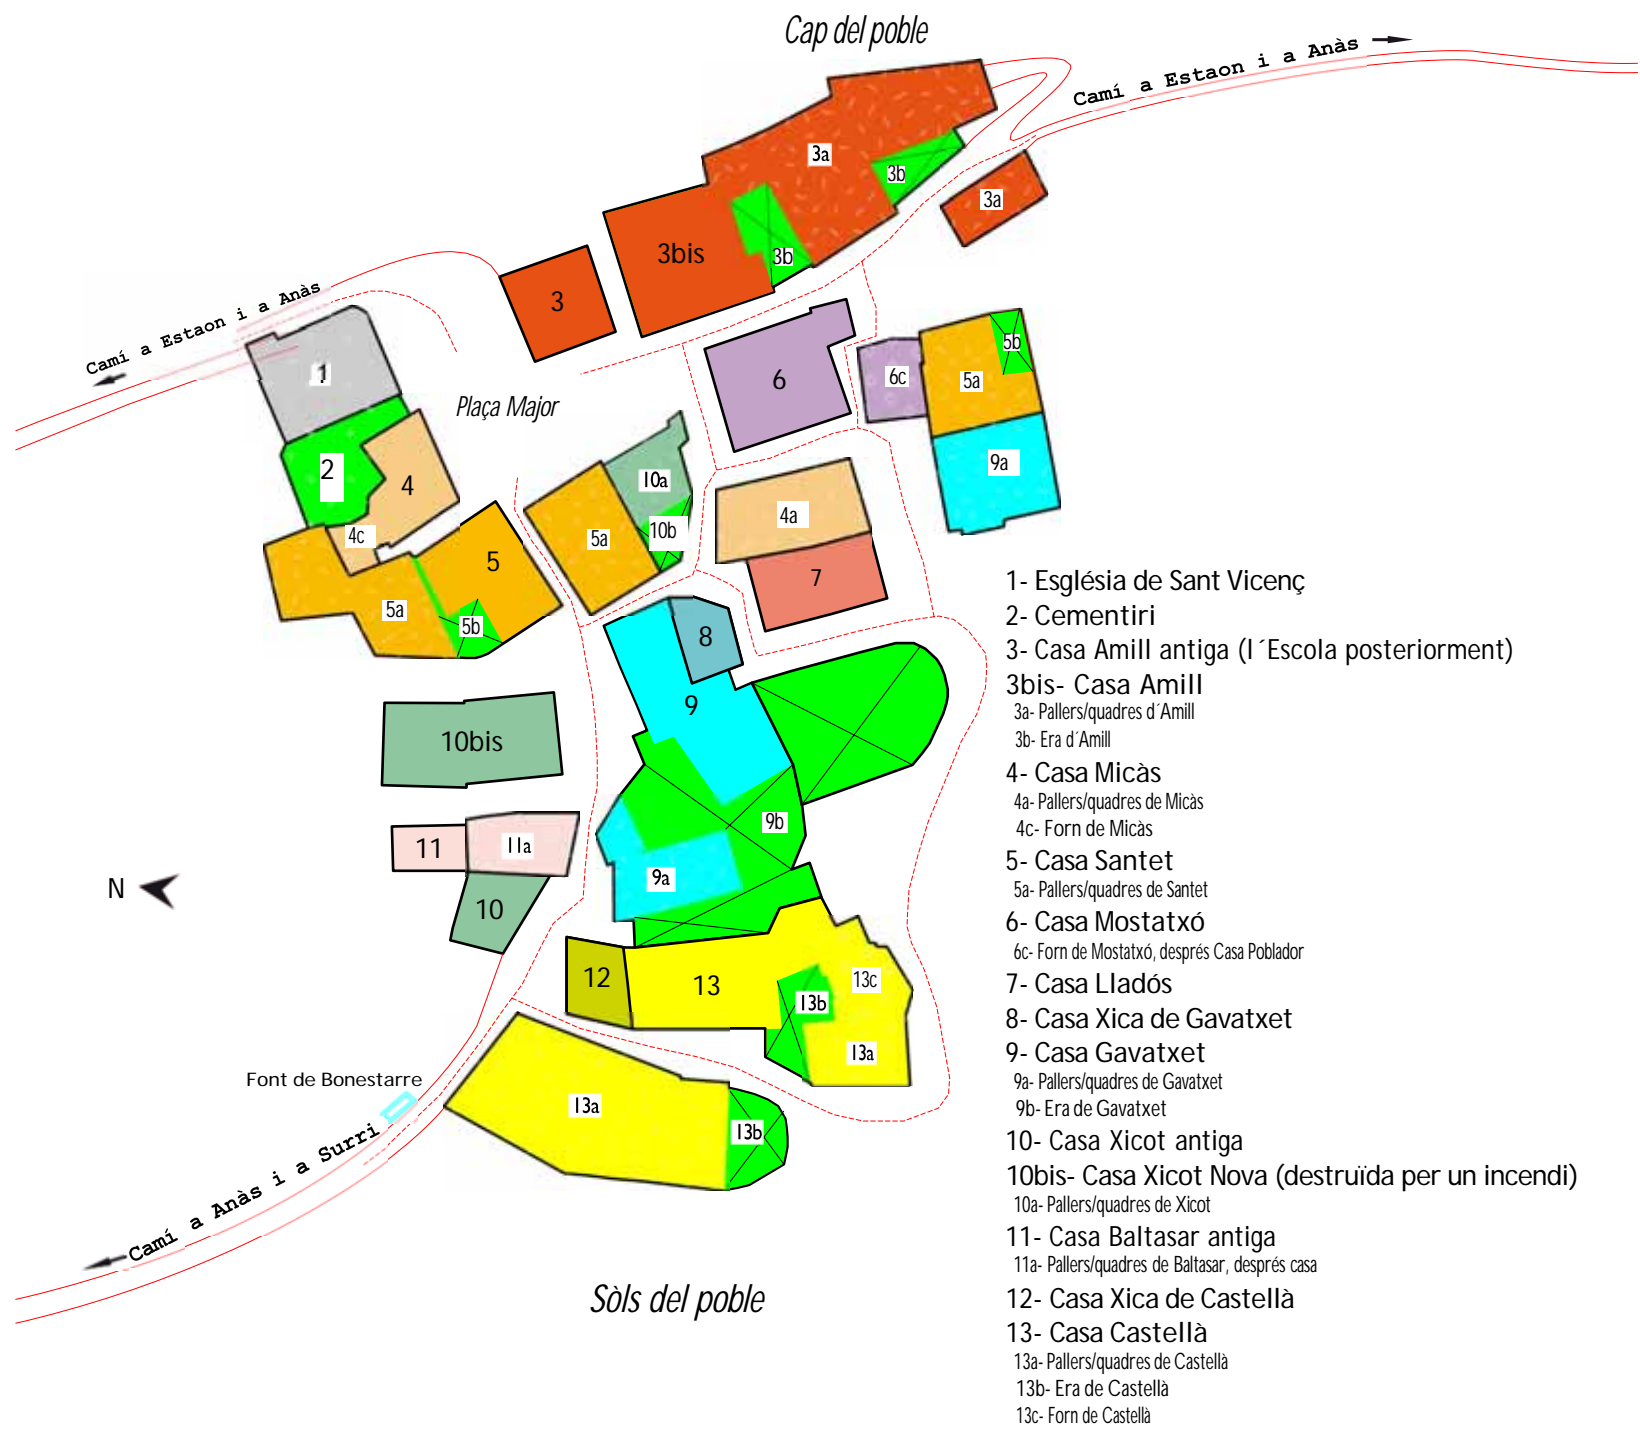 Cap del poble
Camí a Estaon i a Anàs
3a
3b
3a
3bis
3b
3
Camí a Estaon i a Anàs
1
6
6c
5a
5b
Plaça Major
2
4
10a
9a
4c
5
5a
10b
4a
7
5a
5b
8
9
10bis
9b
11
11a
9a
N
10
12
13
13b
13c
13a
Font de Bonestarre
13a
13b
Camí a Anàs i a Surri
Sòls del poble
1- Església de Sant Vicenç
2- Cementiri
3- Casa Amill antiga (l´Escola posteriorment)
3bis- Casa Amill
3a- Pallers/quadres d´Amill
3b- Era d´Amill
4- Casa Micàs
4a- Pallers/quadres de Micàs
4c- Forn de Micàs
5- Casa Santet
5a- Pallers/quadres de Santet
6- Casa Mostatxó
6c- Forn de Mostatxó, després Casa Poblador
7- Casa Lladós
8- Casa Xica de Gavatxet
9- Casa Gavatxet
9a- Pallers/quadres de Gavatxet
9b- Era de Gavatxet
10- Casa Xicot antiga
10bis- Casa Xicot Nova (destruïda per un incendi)
10a- Pallers/quadres de Xicot
11- Casa Baltasar antiga
11a- Pallers/quadres de Baltasar, després casa
12- Casa Xica de Castellà
13- Casa Castellà
13a- Pallers/quadres de Castellà
13b- Era de Castellà
13c- Forn de Castellà